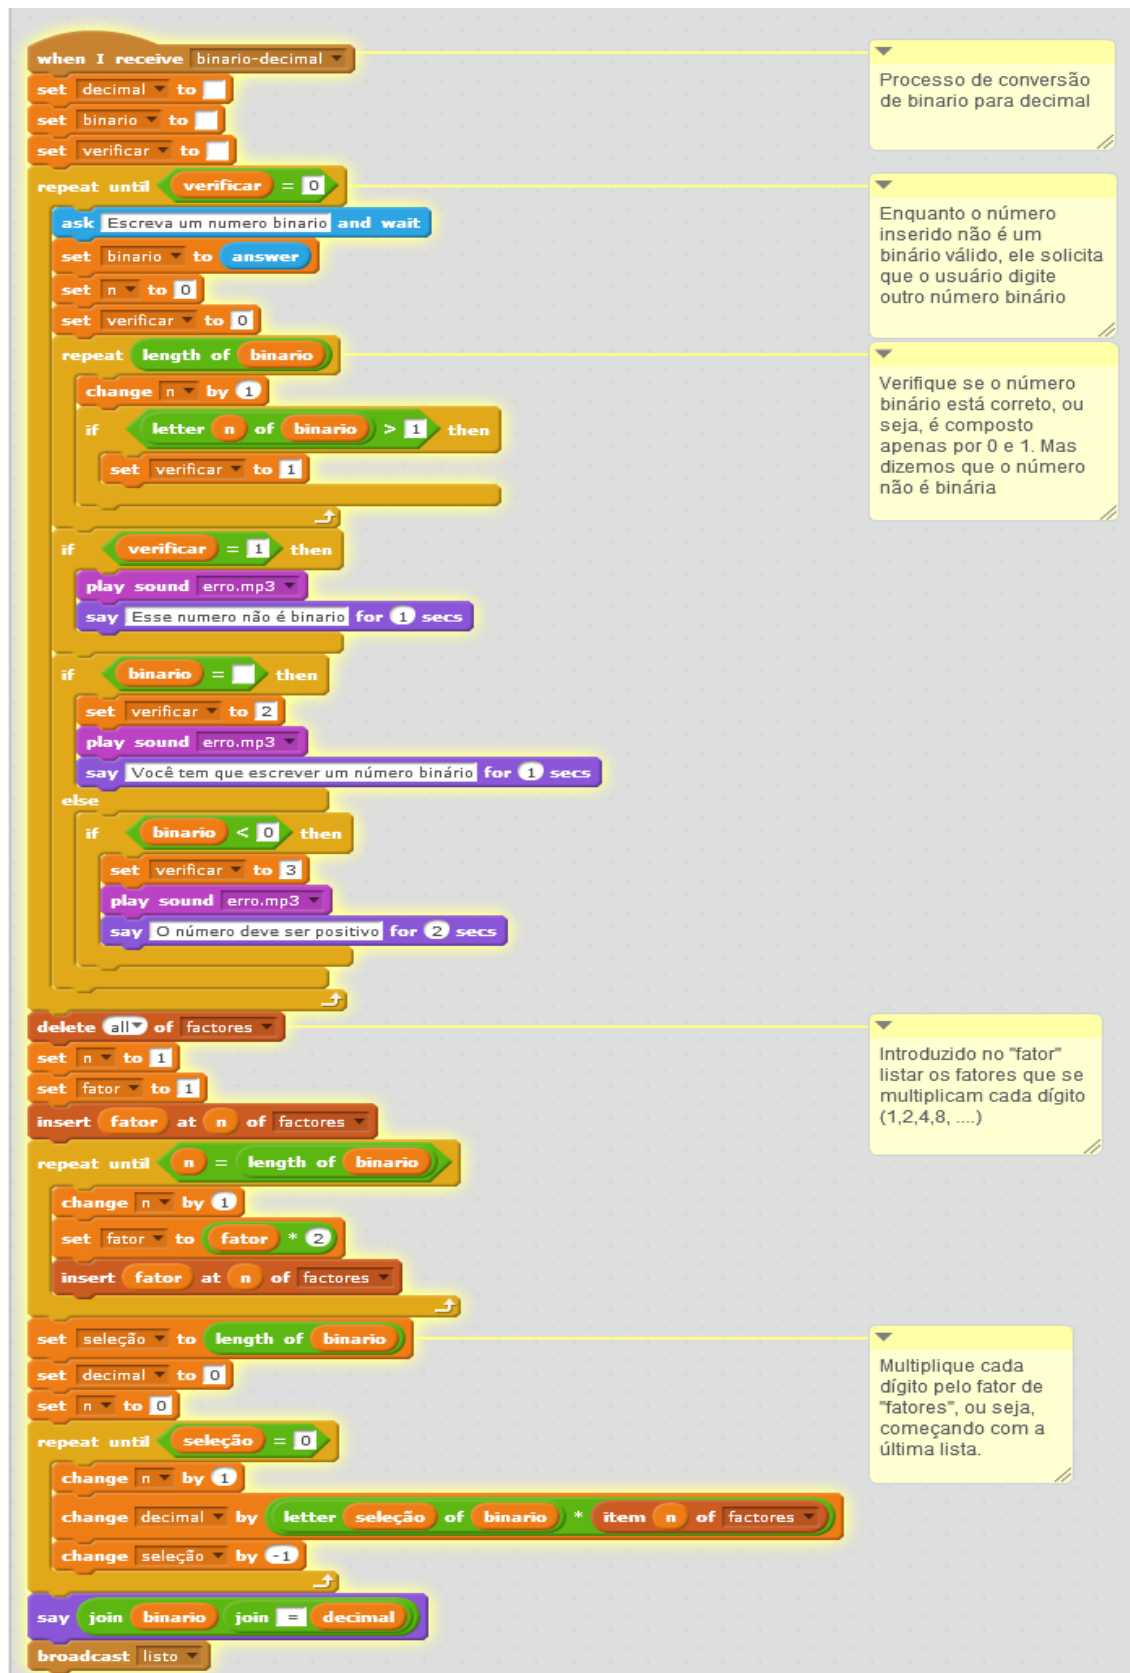 when I receive binario-decimal
Processo de conversão
de binario para decimal
set decimal to
set binario to
set verificar to
repeat until verificar = 0
Enquanto o número
inserido não é um
binário válido, ele solicita
que o usuário digite
outro número binário
ask Escreva um numero binario and wait
set binario to answer
set n to 0
set verificar to 0
repeat length of binario
Verifique se o número
binário está correto, ou
seja, é composto
apenas por 0 e 1. Mas
dizemos que o número
não é binária
change n by 1
if letter n of binario > 1 then
set verificar to 1
if verificar = 1 then
play sound erro.mp3
say Esse numero não é binario for 1 secs
if binario = then
set verificar to 2
play sound erro.mp3
say Você tem que escrever um número binário for 1 secs
else
if binario < 0 then
set verificar to 3
play sound erro.mp3
say O número deve ser positivo for 2 secs
delete all of factores
Introduzido no "fator"
listar os fatores que se
multiplicam cada dígito
(1,2,4,8, ....)
set n to 1
set fator to 1
insert fator at n of factores
repeat until n = length of binario
change n by 1
set fator to fator * 2
insert fator at n of factores
set seleção to length of binario
Multiplique cada
dígito pelo fator de
"fatores", ou seja,
começando com a
última lista.
set decimal to 0
set n to 0
repeat until seleção = 0
change n by 1
change decimal by letter seleção of binario * item n of factores
change seleção by -1
say join binario join = decimal
broadcast listo